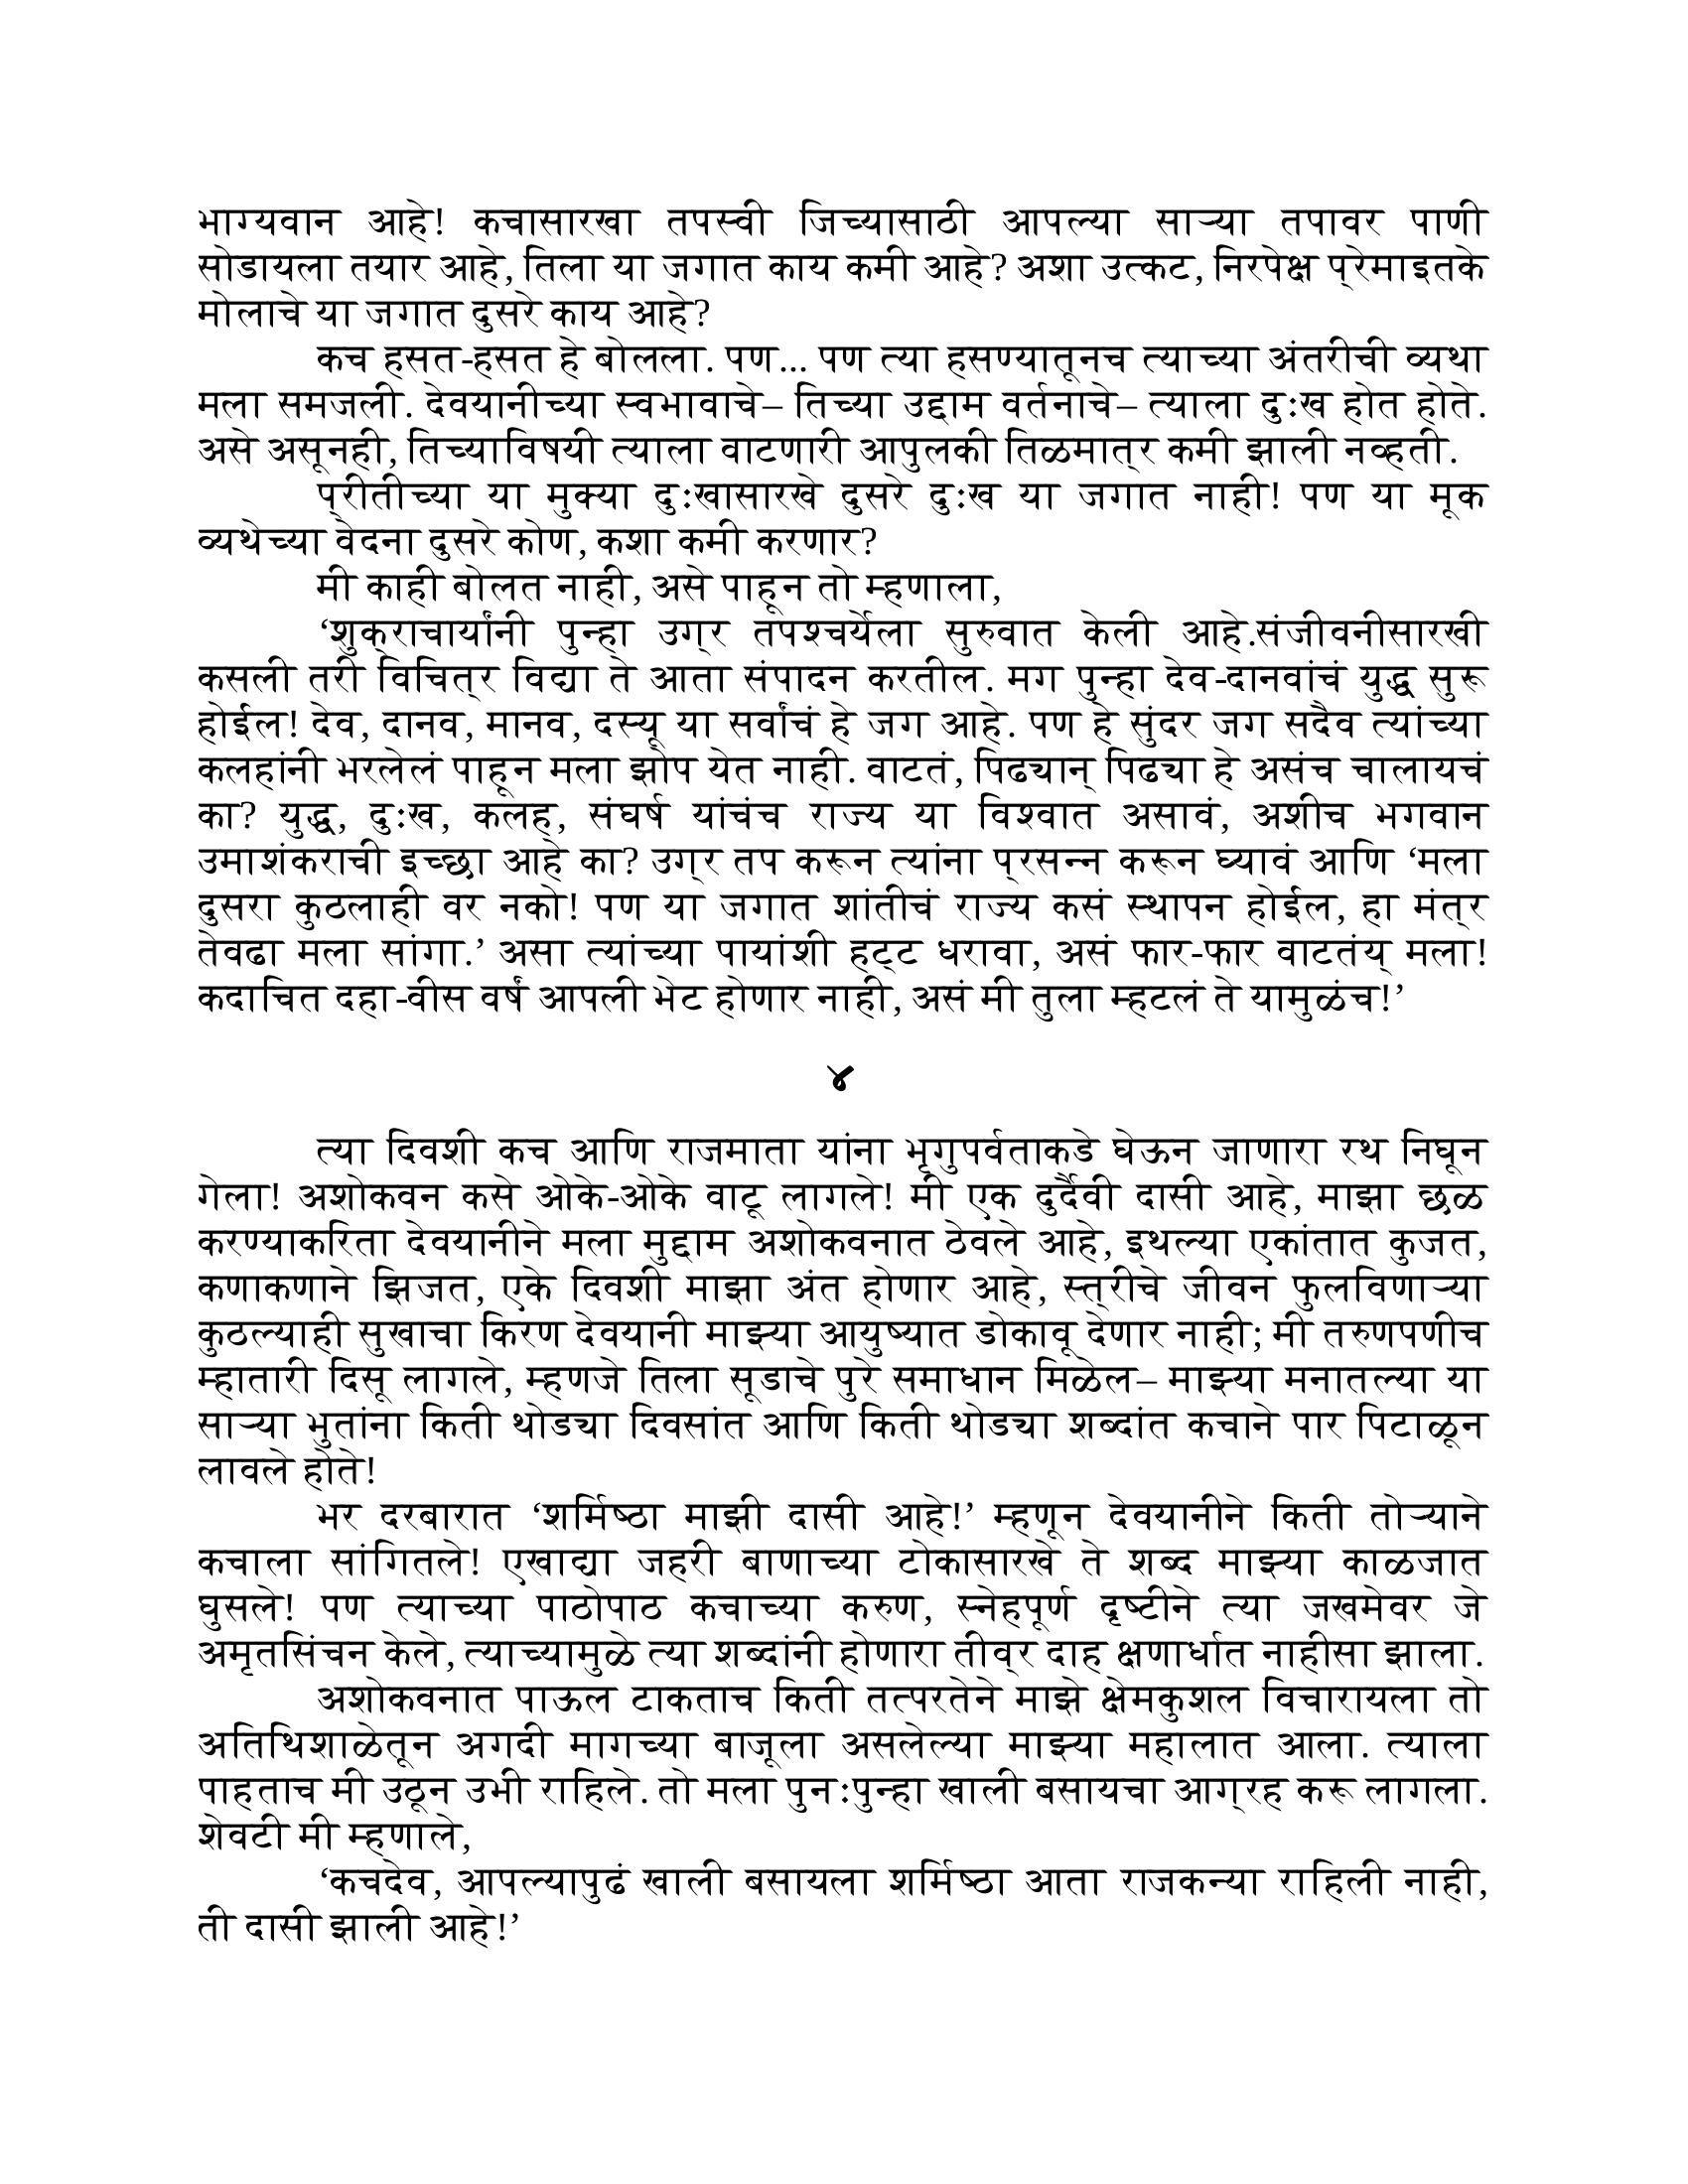 भाग्यवान आहे! कचासारखा तपस्वी जिच्यासाठी आपल्या साऱ्या तपावर पाणी
सोडायला तयार आहे, तिला या जगात काय कमी आहे? अशा उत्कट, निरपेक्ष प्रेमाइतके
मोलाचे या जगात दुसरे काय आहे?
कच हसत-हसत हे बोलला. पण... पण त्या हसण्यातूनच त्याच्या अंतरीची व्यथा
मला समजली. देवयानीच्या स्वभावाचे– तिच्या उद्दाम वर्तनाचे– त्याला दुःख होत होते.
असे असूनही, तिच्याविषयी त्याला वाटणारी आपुलकी तिळमात्र कमी झाली नव्हती.
प्रीतीच्या या मुक्या दुःखासारखे दुसरे दुःख या जगात नाही! पण या मूक
व्यथेच्या वेदना दुसरे कोण, कशा कमी करणार?
मी काही बोलत नाही, असे पाहून तो म्हणाला,
‘शुक्राचार्यांनी पुन्हा उग्र तपश्चर्येला सुरुवात केली आहे.संजीवनीसारखी
कसली तरी विचित्र विद्या ते आता संपादन करतील. मग पुन्हा देव-दानवांचं युद्ध सुरू
होईल! देव, दानव, मानव, दस्यू या सर्वांचं हे जग आहे. पण हे सुंदर जग सदैव त्यांच्या
कलहांनी भरलेलं पाहून मला झोप येत नाही. वाटतं, पिढ्यान् पिढ्या हे असंच चालायचं
का? युद्ध, दुःख, कलह, संघर्ष यांचंच राज्य या विश्वात असावं, अशीच भगवान
उमाशंकराची इच्छा आहे का? उग्र तप करून त्यांना प्रसन्न करून घ्यावं आणि ‘मला
दुसरा कुठलाही वर नको! पण या जगात शांतीचं राज्य कसं स्थापन होईल, हा मंत्र
तेवढा मला सांगा.’ असा त्यांच्या पायांशी हट्ट धरावा, असं फार-फार वाटतंय् मला!
कदाचित दहा-वीस वर्षं आपली भेट होणार नाही, असं मी तुला म्हटलं ते यामुळंच!’
४
त्या दिवशी कच आणि राजमाता यांना भृगुपर्वताकडे घेऊन जाणारा रथ निघून
गेला! अशोकवन कसे ओके-ओके वाटू लागले! मी एक दुर्दैवी दासी आहे, माझा छळ
करण्याकरिता देवयानीने मला मुद्दाम अशोकवनात ठेवले आहे, इथल्या एकांतात कुजत,
कणाकणाने झिजत, एके दिवशी माझा अंत होणार आहे, स्त्रीचे जीवन फुलविणाऱ्या
कुठल्याही सुखाचा किरण देवयानी माझ्या आयुष्यात डोकावू देणार नाही; मी तरुणपणीच
म्हातारी दिसू लागले, म्हणजे तिला सूडाचे पुरे समाधान मिळेल– माझ्या मनातल्या या
साऱ्या भुतांना किती थोड्या दिवसांत आणि किती थोड्या शब्दांत कचाने पार पिटाळून
लावले होते!
भर दरबारात ‘शर्मिष्ठा माझी दासी आहे!’ म्हणून देवयानीने किती तोऱ्याने
कचाला सांगितले! एखाद्या जहरी बाणाच्या टोकासारखे ते शब्द माझ्या काळजात
घुसले! पण त्याच्या पाठोपाठ कचाच्या करुण, स्नेहपूर्ण दृष्टीने त्या जखमेवर जे
अमृतसिंचन केले, त्याच्यामुळे त्या शब्दांनी होणारा तीव्र दाह क्षणार्धात नाहीसा झाला.
अशोकवनात पाऊल टाकताच किती तत्परतेने माझे क्षेमकुशल विचारायला तो
अतिथिशाळेतून अगदी मागच्या बाजूला असलेल्या माझ्या महालात आला. त्याला
पाहताच मी उठून उभी राहिले. तो मला पुनःपुन्हा खाली बसायचा आग्रह करू लागला.
शेवटी मी म्हणाले,
‘कचदेव, आपल्यापुढं खाली बसायला शर्मिष्ठा आता राजकन्या राहिली नाही,
ती दासी झाली आहे!’